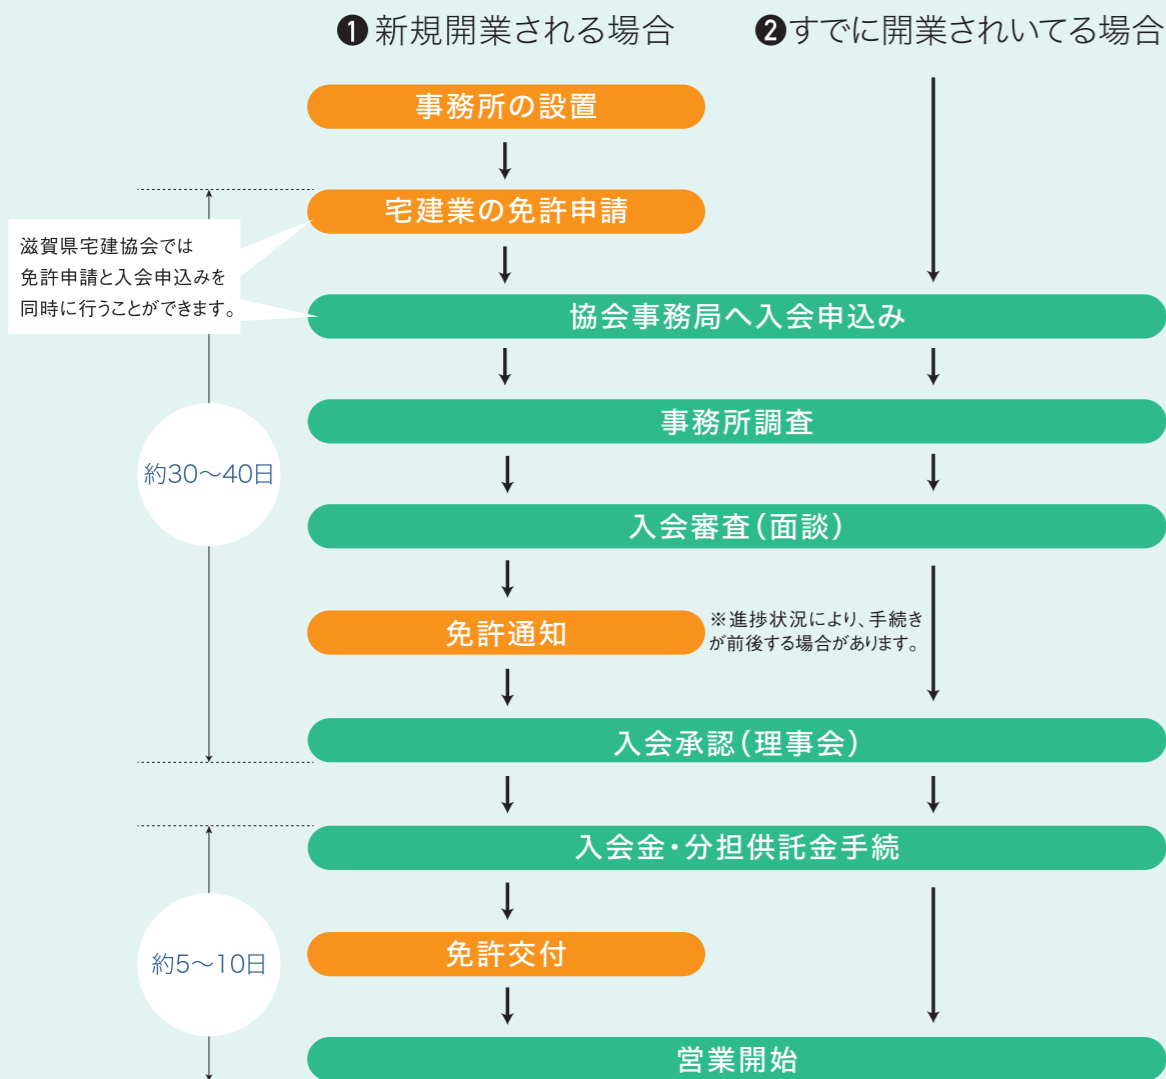 ❶新規開業される場合
❷すでに開業されいてる場合
事務所の設置
宅建業の免許申請
滋賀県宅建協会では
免許申請と入会申込みを
同時に行うことができます。
協会事務局へ入会申込み
事務所調査
約30〜40日
入会審査(面談)
免許通知
※進捗状況により、手続き
が前後する場合があります。
入会承認(理事会)
入会金・分担供託金手続
免許交付
約5〜10日
営業開始